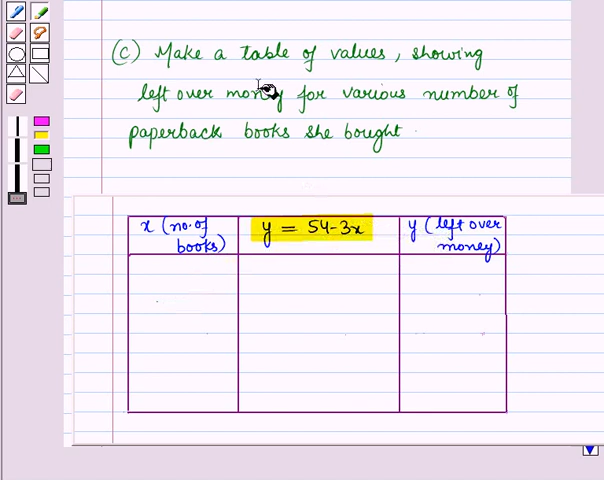 (C) Make a table of values, showing
left over money for various number of
paperback books she bought.
x (no. of books) y = 54-3x y (left over money)